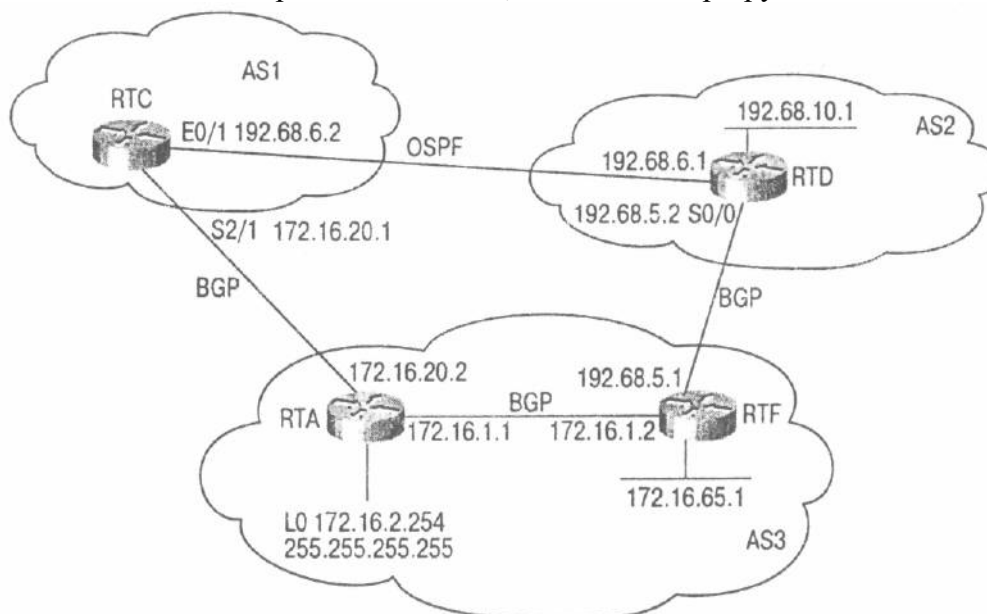 AS1
RTC
E0/1 192.68.6.2
OSPF
192.68.10.1
AS2
192.68.6.1
RTD
192.68.5.2 S0/0
S2/1 172.16.20.1
BGP
BGP
172.16.20.2
192.68.5.1
RTA
BGP
RTF
172.16.1.1
172.16.1.2
172.16.65.1
L0 172.16.2.254
255.255.255.255
AS3